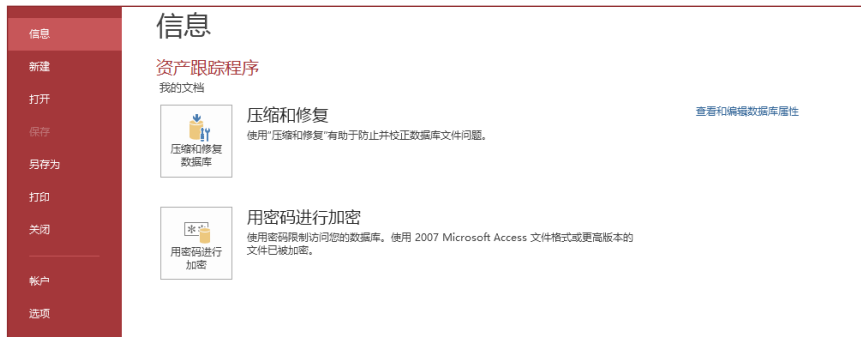 信息
新建
打开
保存
另存为
打印
关闭
帐户
选项
信息
资产跟踪程序
我的文档
压缩和修复
数据库
压缩和修复
使用“压缩和修复”有助于防止并校正数据库文件问题。
查看和编辑数据库属性
用密码进行
加密
用密码进行加密
使用密码限制访问您的数据库。使用 2007 Microsoft Access 文件格式或更高版本的
文件已被加密。